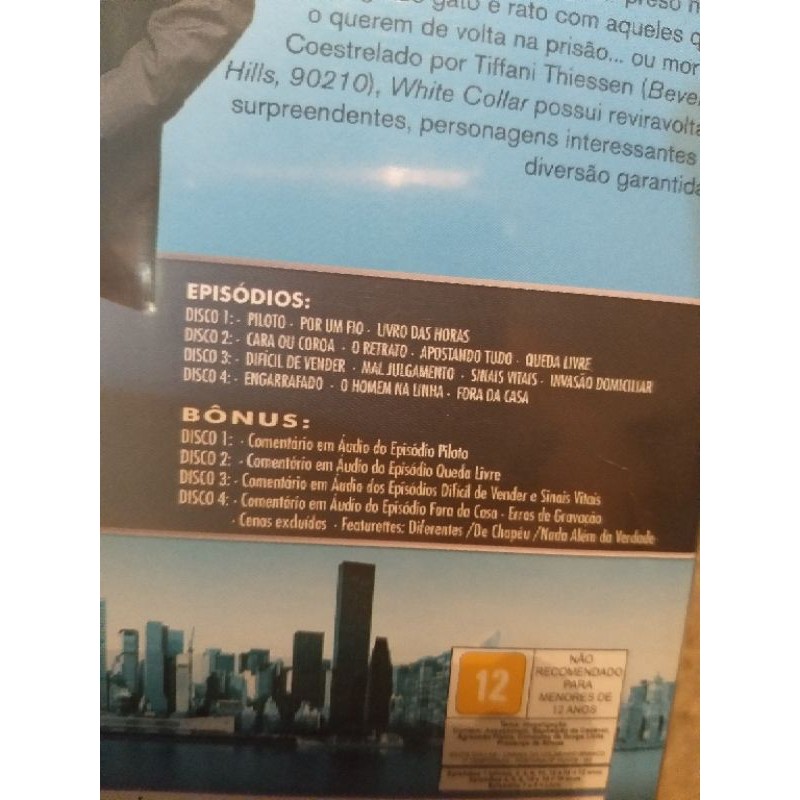 preso
gato e rato com aqueles
o querem de volta na prisão... ou mor
Coestrelado por Tiffani Thiessen (Bever
Hills, 90210), White Collar possui reviravolta
surpreendentes, personagens interessantes
diversão garantida
EPISÓDIOS:
DISCO 1: - PILOTO - POR UM FIO - LIVRO DAS HORAS
DISCO 2: - CARA OU COROA - O RETRATO - APOSTANDO TUDO - QUEDA LIVRE
DISCO 3: - DIFÍCIL DE VENDER - MAL JULGAMENTO - SINAIS VITAIS - INVASÃO DOMICILIAR
DISCO 4: - ENGARRAFADO - O HOMEM NA LINHA - FORA DA CASA
BÔNUS:
DISCO 1: - Comentário em Áudio do Episódio Piloto
DISCO 2: - Comentário em Áudio do Episódio Queda Livre
DISCO 3: - Comentário em Áudio dos Episódios Difícil de Vender e Sinais Vitais
DISCO 4: - Comentário em Áudio do Episódio Fora da Casa - Erros de Gravação
- Cenas excluídas - Featurettes: Diferentes /De Chapéu /Nada Além da Verdade
12
NÃO
RECOMENDADO
PARA
MENORES DE
12 ANOS